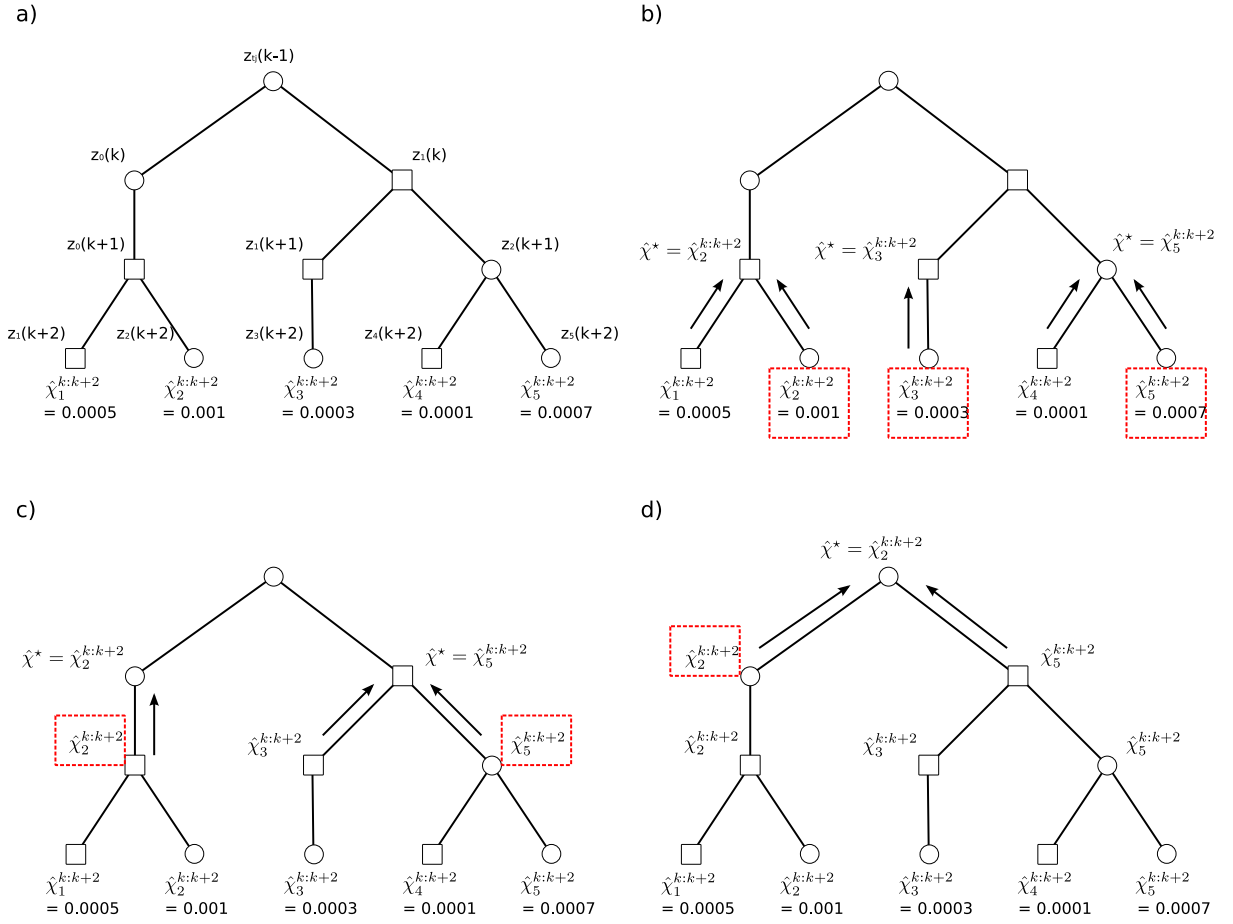 a)
z_tj(k-1)
z₀(k)
z₁(k)
z₀(k+1)
z₁(k+1)
z₂(k+1)
z₁(k+2)
z₂(k+2)
z₃(k+2)
z₄(k+2)
z₅(k+2)
χ̂₁^{k:k+2}
= 0.0005
χ̂₂^{k:k+2}
= 0.001
χ̂₃^{k:k+2}
= 0.0003
χ̂₄^{k:k+2}
= 0.0001
χ̂₅^{k:k+2}
= 0.0007
b)
χ̂* = χ̂₂^{k:k+2}
χ̂* = χ̂₃^{k:k+2}
χ̂* = χ̂₅^{k:k+2}
χ̂₁^{k:k+2}
= 0.0005
χ̂₂^{k:k+2}
= 0.001
χ̂₃^{k:k+2}
= 0.0003
χ̂₄^{k:k+2}
= 0.0001
χ̂₅^{k:k+2}
= 0.0007
c)
χ̂* = χ̂₂^{k:k+2}
χ̂* = χ̂₅^{k:k+2}
χ̂₂^{k:k+2}
χ̂₃^{k:k+2}
χ̂₅^{k:k+2}
χ̂₁^{k:k+2}
= 0.0005
χ̂₂^{k:k+2}
= 0.001
χ̂₃^{k:k+2}
= 0.0003
χ̂₄^{k:k+2}
= 0.0001
χ̂₅^{k:k+2}
= 0.0007
d)
χ̂* = χ̂₂^{k:k+2}
χ̂₂^{k:k+2}
χ̂₅^{k:k+2}
χ̂₂^{k:k+2}
χ̂₃^{k:k+2}
χ̂₅^{k:k+2}
χ̂₁^{k:k+2}
= 0.0005
χ̂₂^{k:k+2}
= 0.001
χ̂₃^{k:k+2}
= 0.0003
χ̂₄^{k:k+2}
= 0.0001
χ̂₅^{k:k+2}
= 0.0007